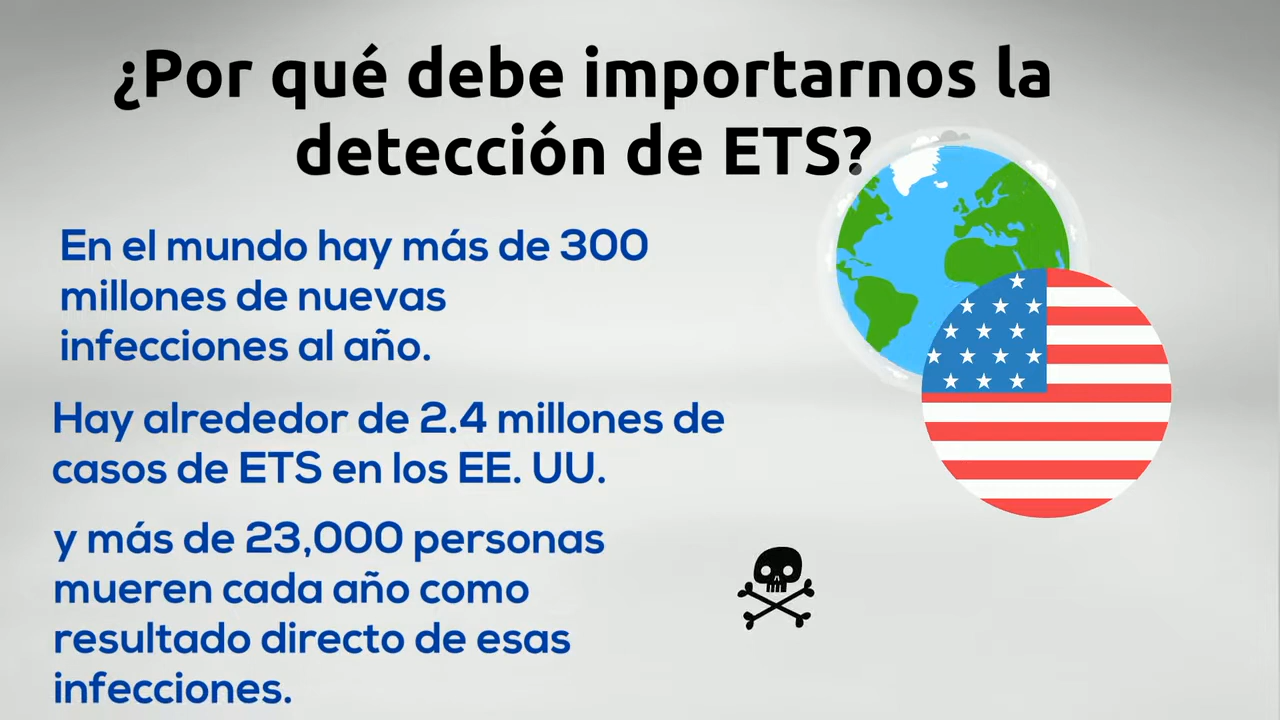 ¿Por qué debe importarnos la
detección de ETS?
En el mundo hay más de 300
millones de nuevas
infecciones al año.
Hay alrededor de 2.4 millones de
casos de ETS en los EE. UU.
y más de 23,000 personas
mueren cada año como
resultado directo de esas
infecciones.